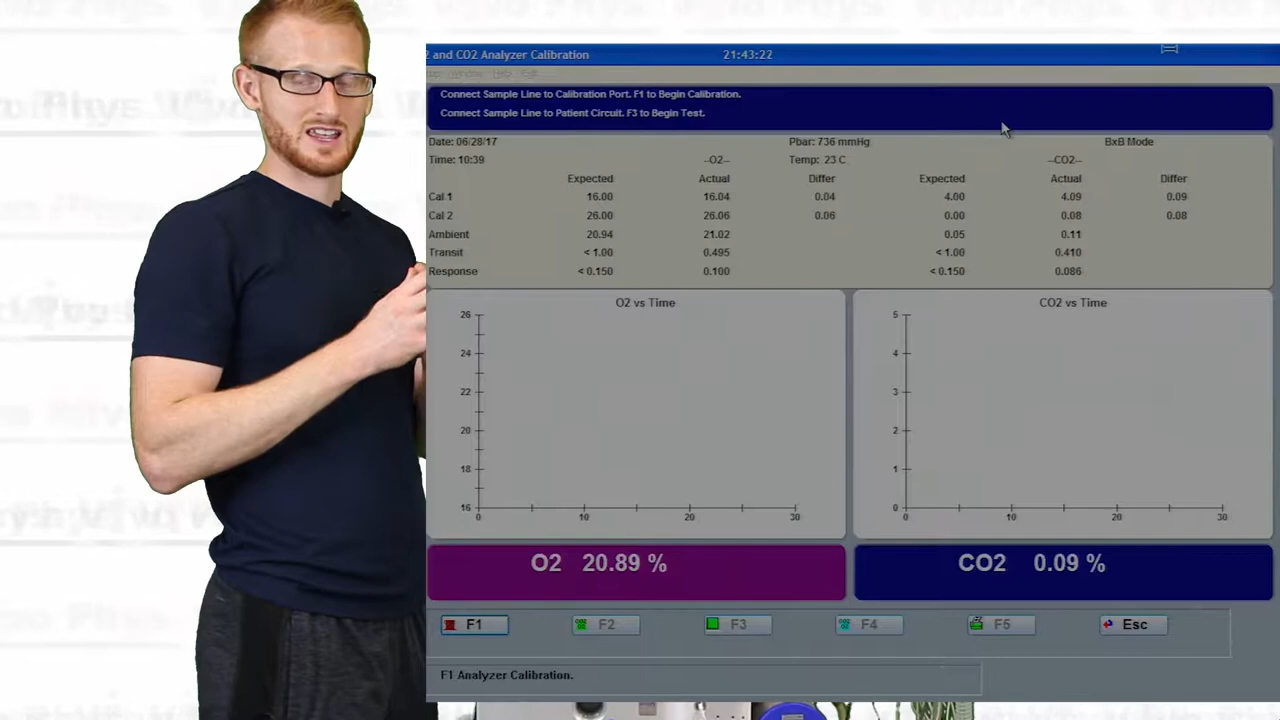 2 and CO2 Analyzer Calibration 21:43:22
Window Help
Connect Sample Line to Calibration Port. F1 to Begin Calibration.
Connect Sample Line to Patient Circuit. F3 to Begin Test.
Date: 06/28/17 Pbar: 736 mmHg BxB Mode
Time: 10:39 --O2-- Temp: 23 C --CO2--
Expected Actual Differ Expected Actual Differ
Cal 1 16.00 16.04 0.04 4.00 4.09 0.09
Cal 2 26.00 26.06 0.06 0.00 0.08 0.08
Ambient 20.94 21.02 0.05 0.11
Transit < 1.00 0.495 < 1.00 0.410
Response < 0.150 0.100 < 0.150 0.086
O2 vs Time
26
24
22
20
18
16
0 10 20 30
CO2 vs Time
5
4
3
2
1
0
0 10 20 30
O2 20.89 %
CO2 0.09 %
F1 F2 F3 F4 F5 Esc
F1 Analyzer Calibration.